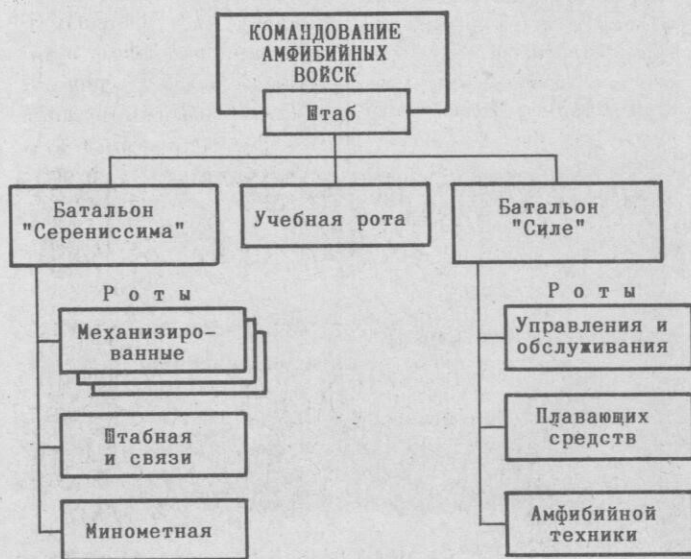 КОМАНДОВАНИЕ
АМФИБИЙНЫХ
ВОЙСК
Штаб
Батальон
"Серениссима"
Учебная рота
Батальон
"Силе"
Роты
Механизиро-
ванные
Штабная
и связи
Минометная
Роты
Управления и
обслуживания
Плавающих
средств
Амфибийной
техники